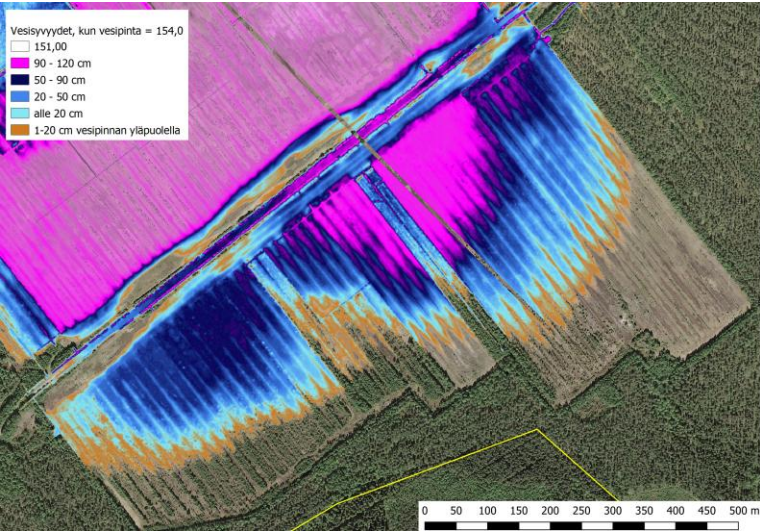 Vesisyvyydet, kun vesipinta = 154,0
151,00
90 - 120 cm
50 - 90 cm
20 - 50 cm
alle 20 cm
1-20 cm vesipinnan yläpuolella
0 50 100 150 200 250 300 350 400 450 500 m